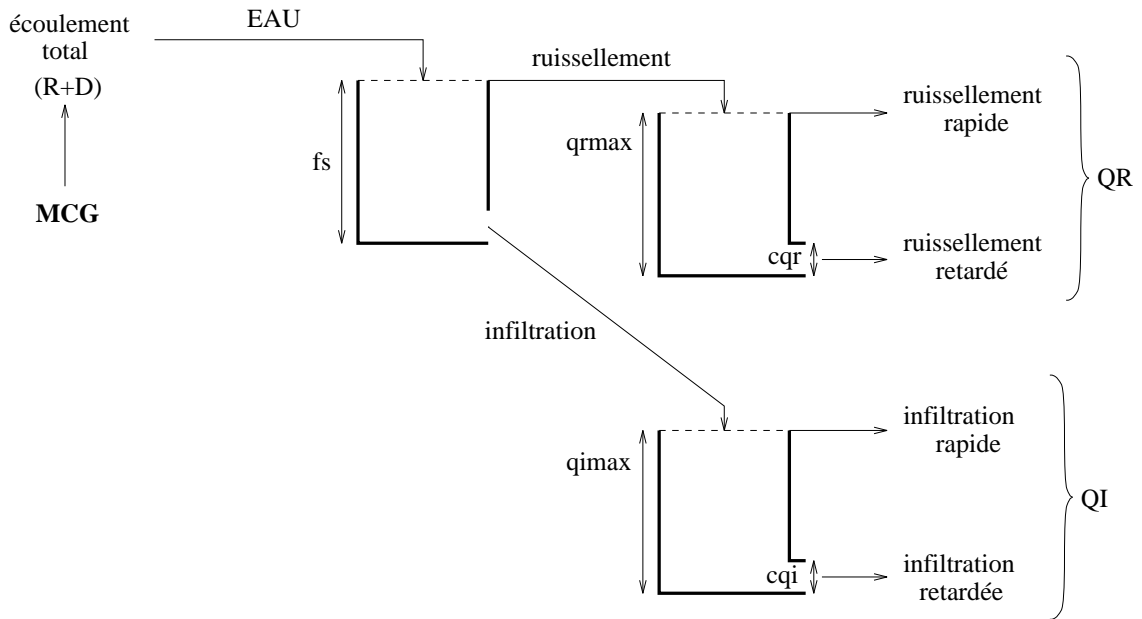 écoulement
total
(R+D)
MCG
EAU
fs
ruissellement
infiltration
qrmax
cqr
ruissellement
rapide
ruissellement
retardé
QR
qimax
cqi
infiltration
rapide
infiltration
retardée
QI